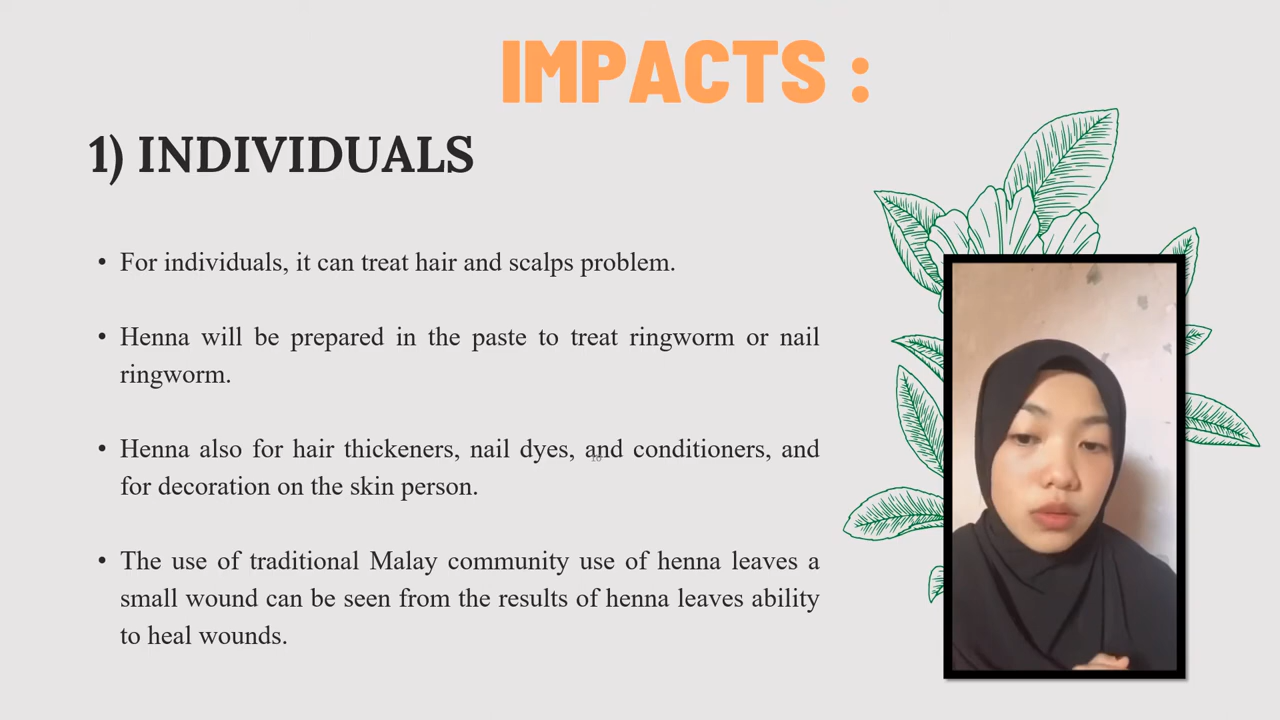 IMPACTS :
1) INDIVIDUALS
• For individuals, it can treat hair and scalps problem.
• Henna will be prepared in the paste to treat ringworm or nail
ringworm.
• Henna also for hair thickeners, nail dyes, and conditioners, and
for decoration on the skin person.
• The use of traditional Malay community use of henna leaves a
small wound can be seen from the results of henna leaves ability
to heal wounds.